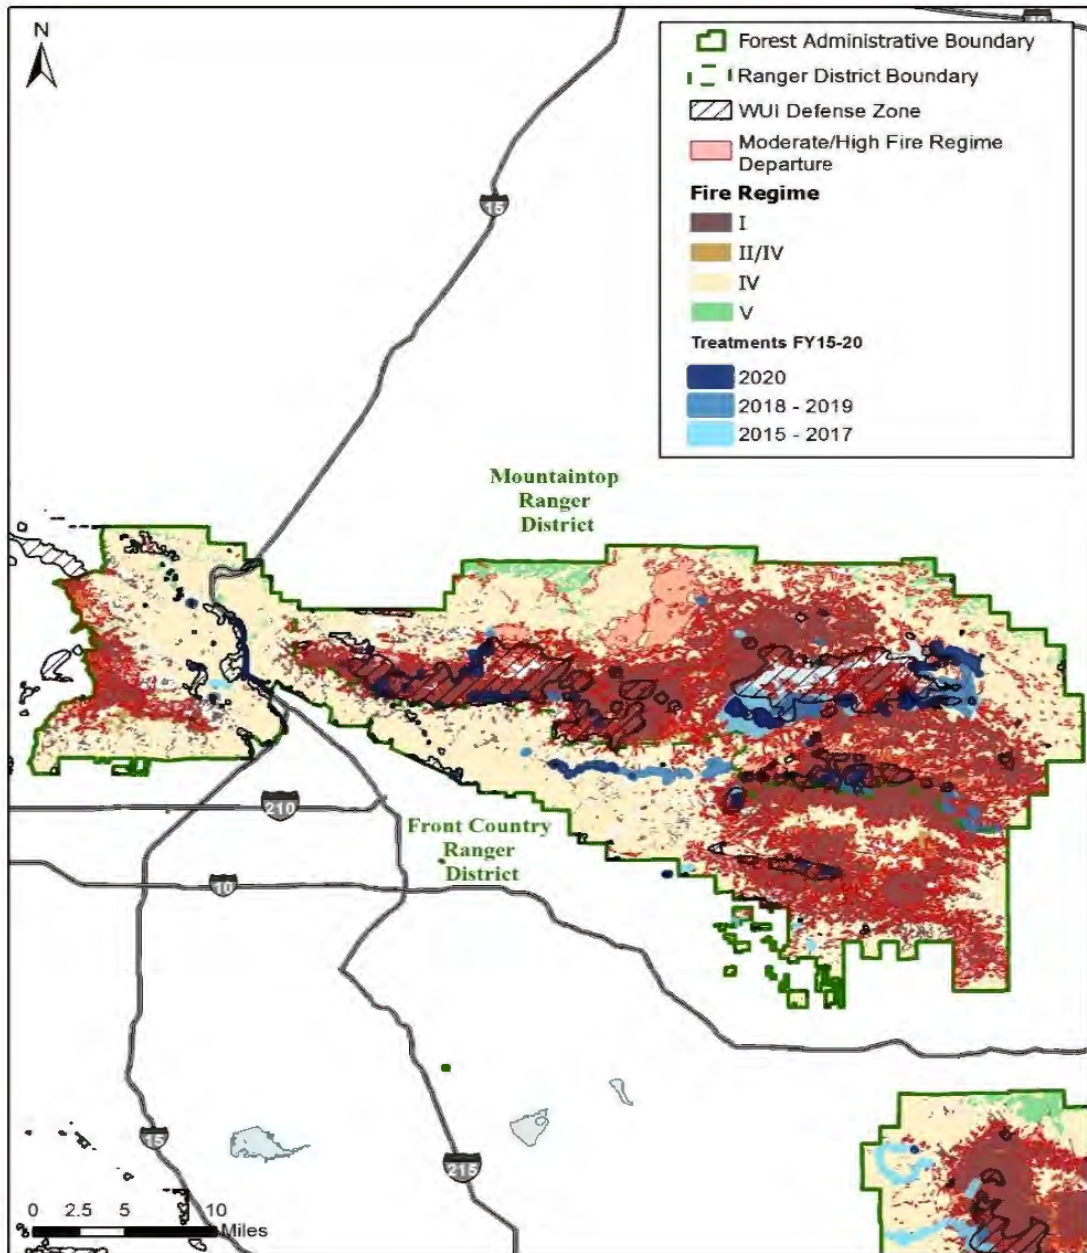 N
Forest Administrative Boundary
Ranger District Boundary
WUI Defense Zone
Moderate/High Fire Regime
Departure
Fire Regime
I
II/IV
IV
V
Treatments FY15-20
2020
2018 - 2019
2015 - 2017
15
Mountaintop
Ranger
District
210
Front Country
Ranger
District
10
15
215
0 2.5 5 10
Miles